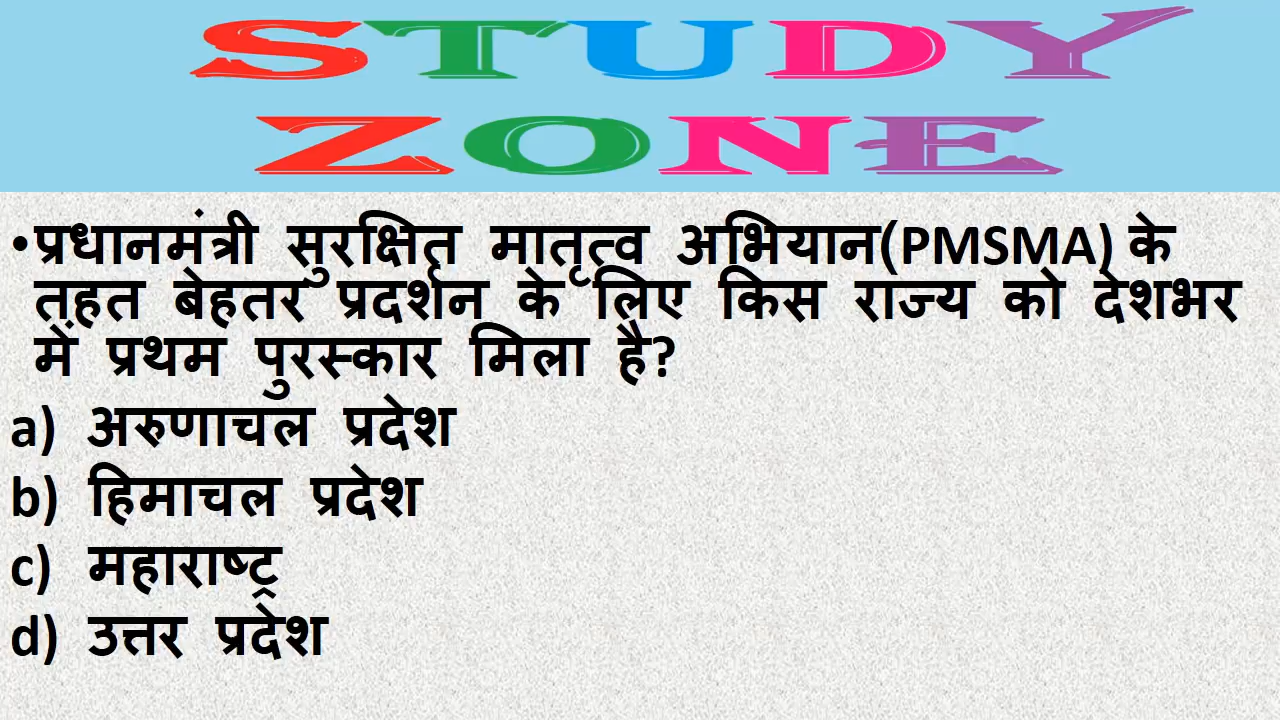 STUDY
ZONE
•प्रधानमंत्री सुरक्षित मातृत्व अभियान(PMSMA) के
तहत बेहतर प्रदर्शन के लिए किस राज्य को देशभर
में प्रथम पुरस्कार मिला है?
a) अरुणाचल प्रदेश
b) हिमाचल प्रदेश
c) महाराष्ट्र
d) उत्तर प्रदेश